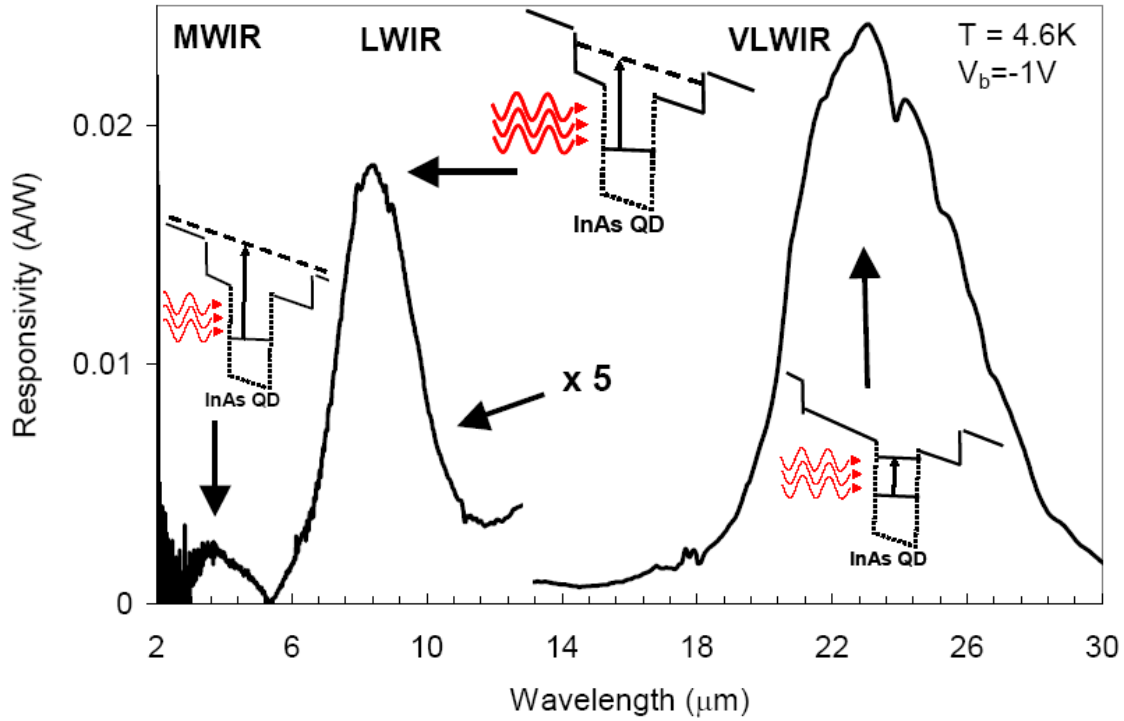 MWIR
LWIR
VLWIR
T = 4.6K
V_b=-1V
0.02
0.01
0
Responsivity (A/W)
InAs QD
InAs QD
x 5
InAs QD
2
6
10
14
18
22
26
30
Wavelength (μm)